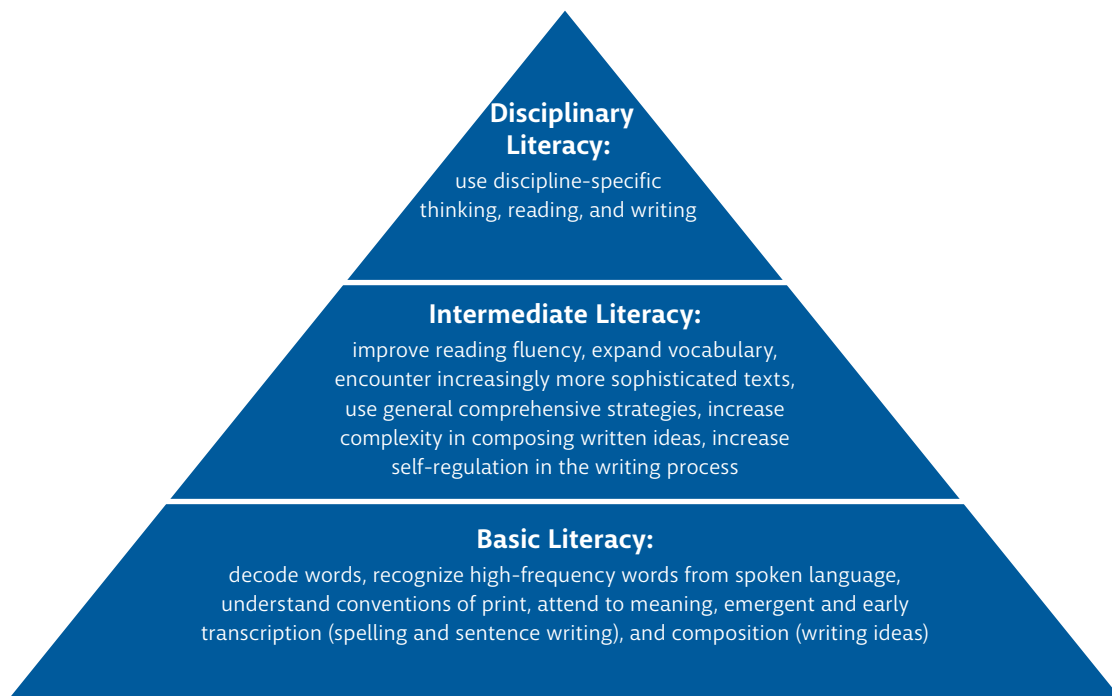 Disciplinary
Literacy:
use discipline-specific
thinking, reading, and writing
Intermediate Literacy:
improve reading fluency, expand vocabulary,
encounter increasingly more sophisticated texts,
use general comprehensive strategies, increase
complexity in composing written ideas, increase
self-regulation in the writing process
Basic Literacy:
decode words, recognize high-frequency words from spoken language,
understand conventions of print, attend to meaning, emergent and early
transcription (spelling and sentence writing), and composition (writing ideas)